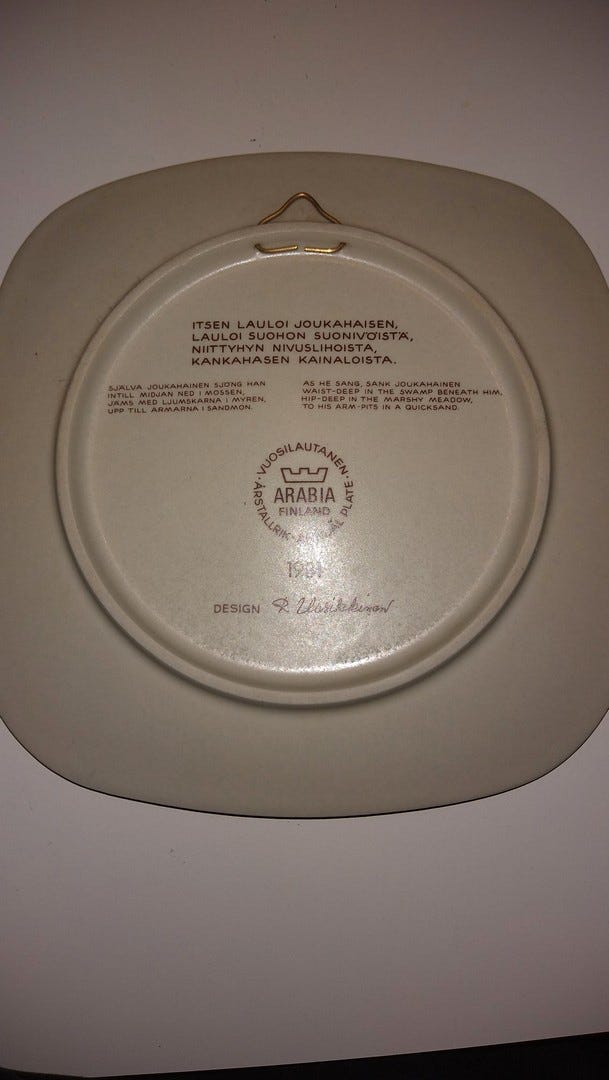 ITSEN LAULOI JOUKAHAISEN,
LAULOI SUOHON SUONIVÖISTÄ,
NIITTYHYN NIVUSLIHOISTA,
KANKAHASEN KAINALOISTA.
SJÄLVA JOUKAHAINEN SJÖNG HAN
INTILL MIDJAN NED I MOSSEN,
JÄMS MED LJUMSKARNA I MYREN,
UPP TILL ARMARNA I SANDMON.
AS HE SANG, SANK JOUKAHAINEN
WAIST-DEEP IN THE SWAMP BENEATH HIM,
HIP-DEEP IN THE MARSHY MEADOW,
TO HIS ARM-PITS IN A QUICKSAND.
· VUOSILAUTANEN ·
ÅRSTALLRIK · ANNUAL PLATE
ARABIA
FINLAND
1981
DESIGN R. Uosikkinen